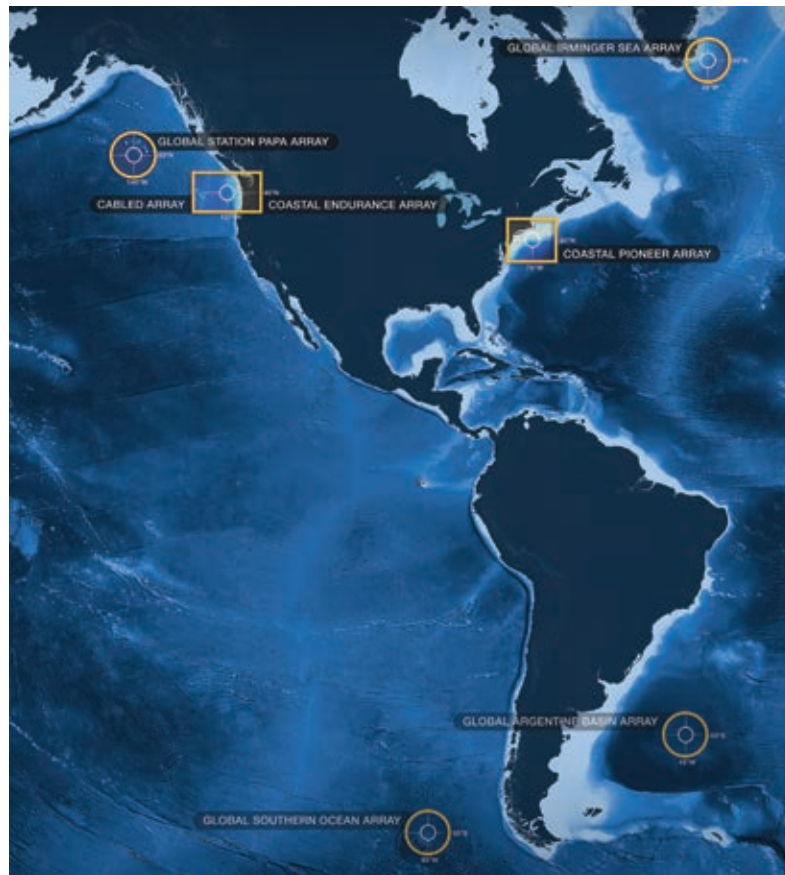 GLOBAL IRMINGER SEA ARRAY
GLOBAL STATION PAPA ARRAY
CABLED ARRAY
COASTAL ENDURANCE ARRAY
COASTAL PIONEER ARRAY
GLOBAL ARGENTINE BASIN ARRAY
GLOBAL SOUTHERN OCEAN ARRAY